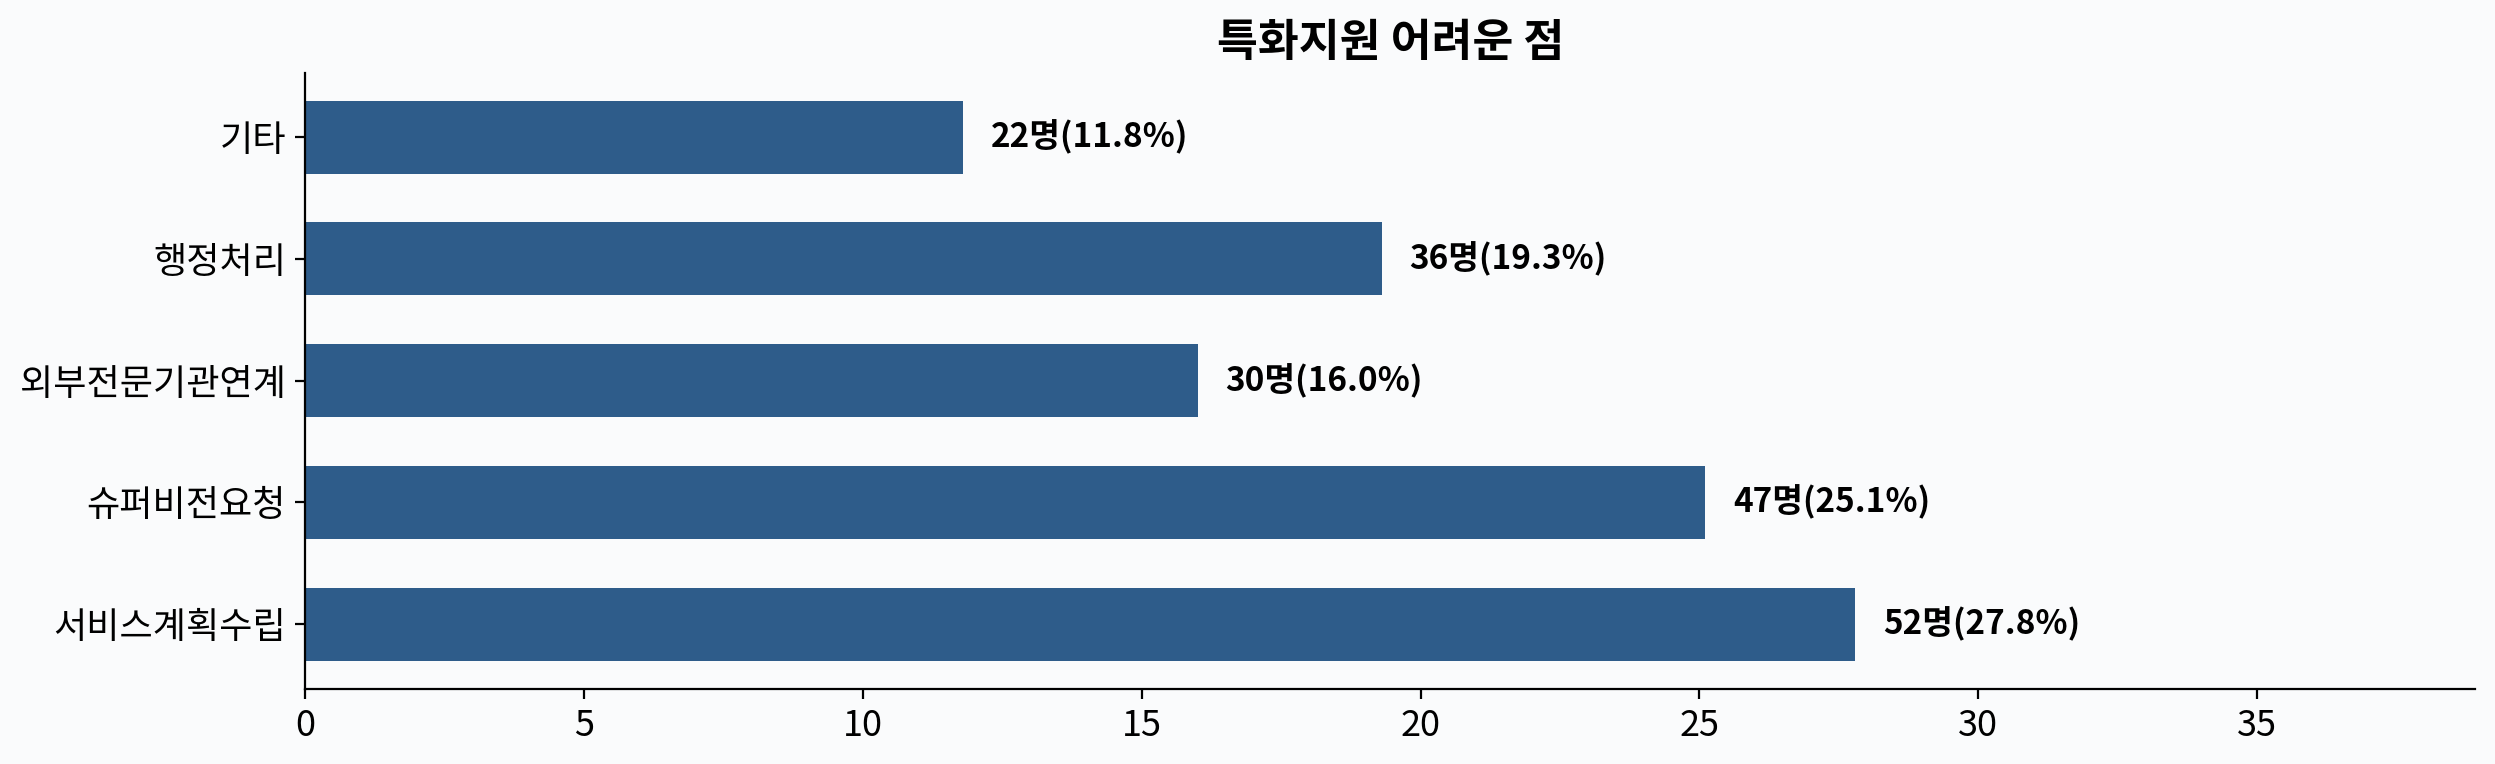 특화지원 어려운 점
기타 22명(11.8%)
행정처리 36명(19.3%)
외부전문기관연계 30명(16.0%)
슈퍼비전요청 47명(25.1%)
서비스계획수립 52명(27.8%)
0 5 10 15 20 25 30 35